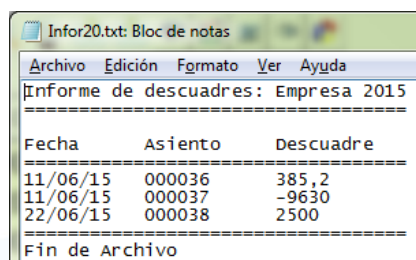 Infor20.txt: Bloc de notas
Archivo Edición Formato Ver Ayuda
Informe de descuadres: Empresa 2015
===================================
Fecha Asiento Descuadre
===================================
11/06/15 000036 385,2
11/06/15 000037 -9630
22/06/15 000038 2500
===================================
Fin de Archivo